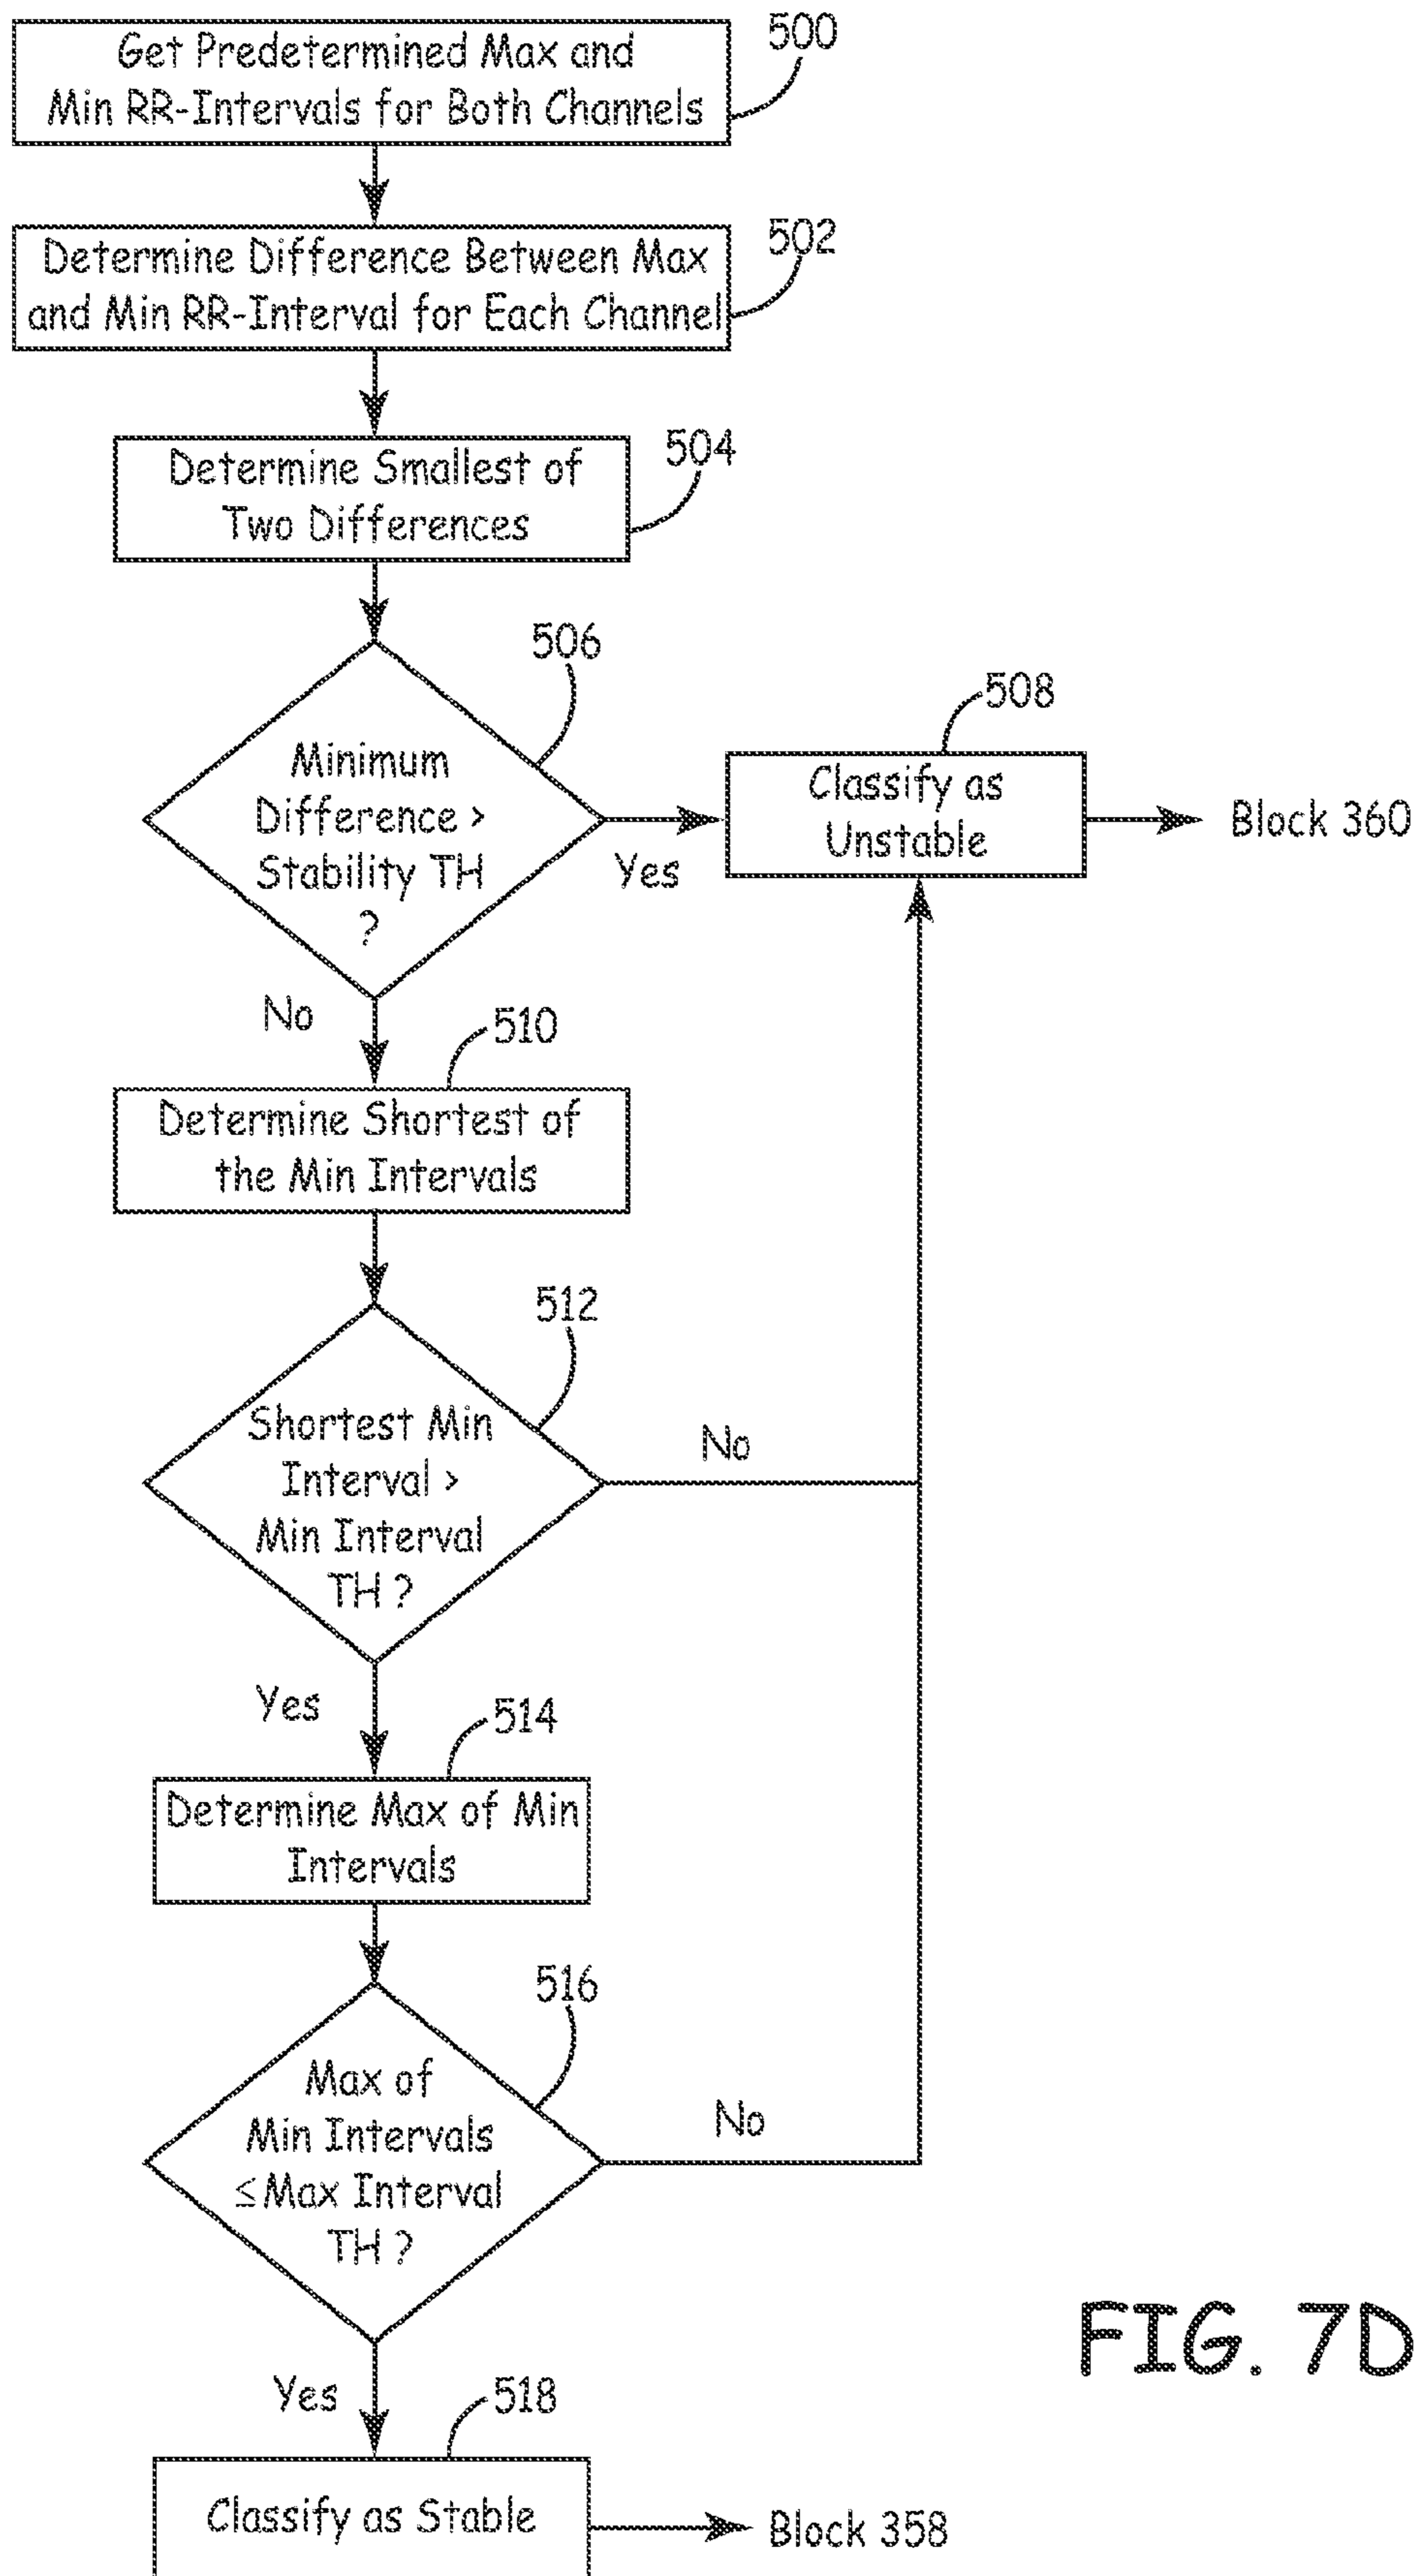 500
Get Predetermined Max and
Min RR-Intervals for Both Channels
502
Determine Difference Between Max
and Min RR-Interval for Each Channel
504
Determine Smallest of
Two Differences
506
Minimum
Difference >
Stability TH
?
Yes
508
Classify as
Unstable
Block 360
No
510
Determine Shortest of
the Min Intervals
512
Shortest Min
Interval >
Min Interval
TH ?
No
Yes
514
Determine Max of Min
Intervals
516
Max of
Min Intervals
≤Max Interval
TH ?
No
Yes
518
Classify as Stable
Block 358
FIG. 7D